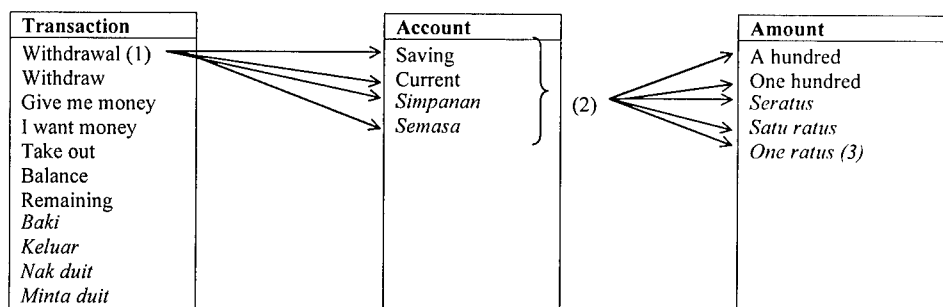 Transaction
Withdrawal (1)
Withdraw
Give me money
I want money
Take out
Balance
Remaining
Baki
Keluar
Nak duit
Minta duit
Account
Saving
Current
Simpanan
Semasa
(2)
Amount
A hundred
One hundred
Seratus
Satu ratus
One ratus (3)